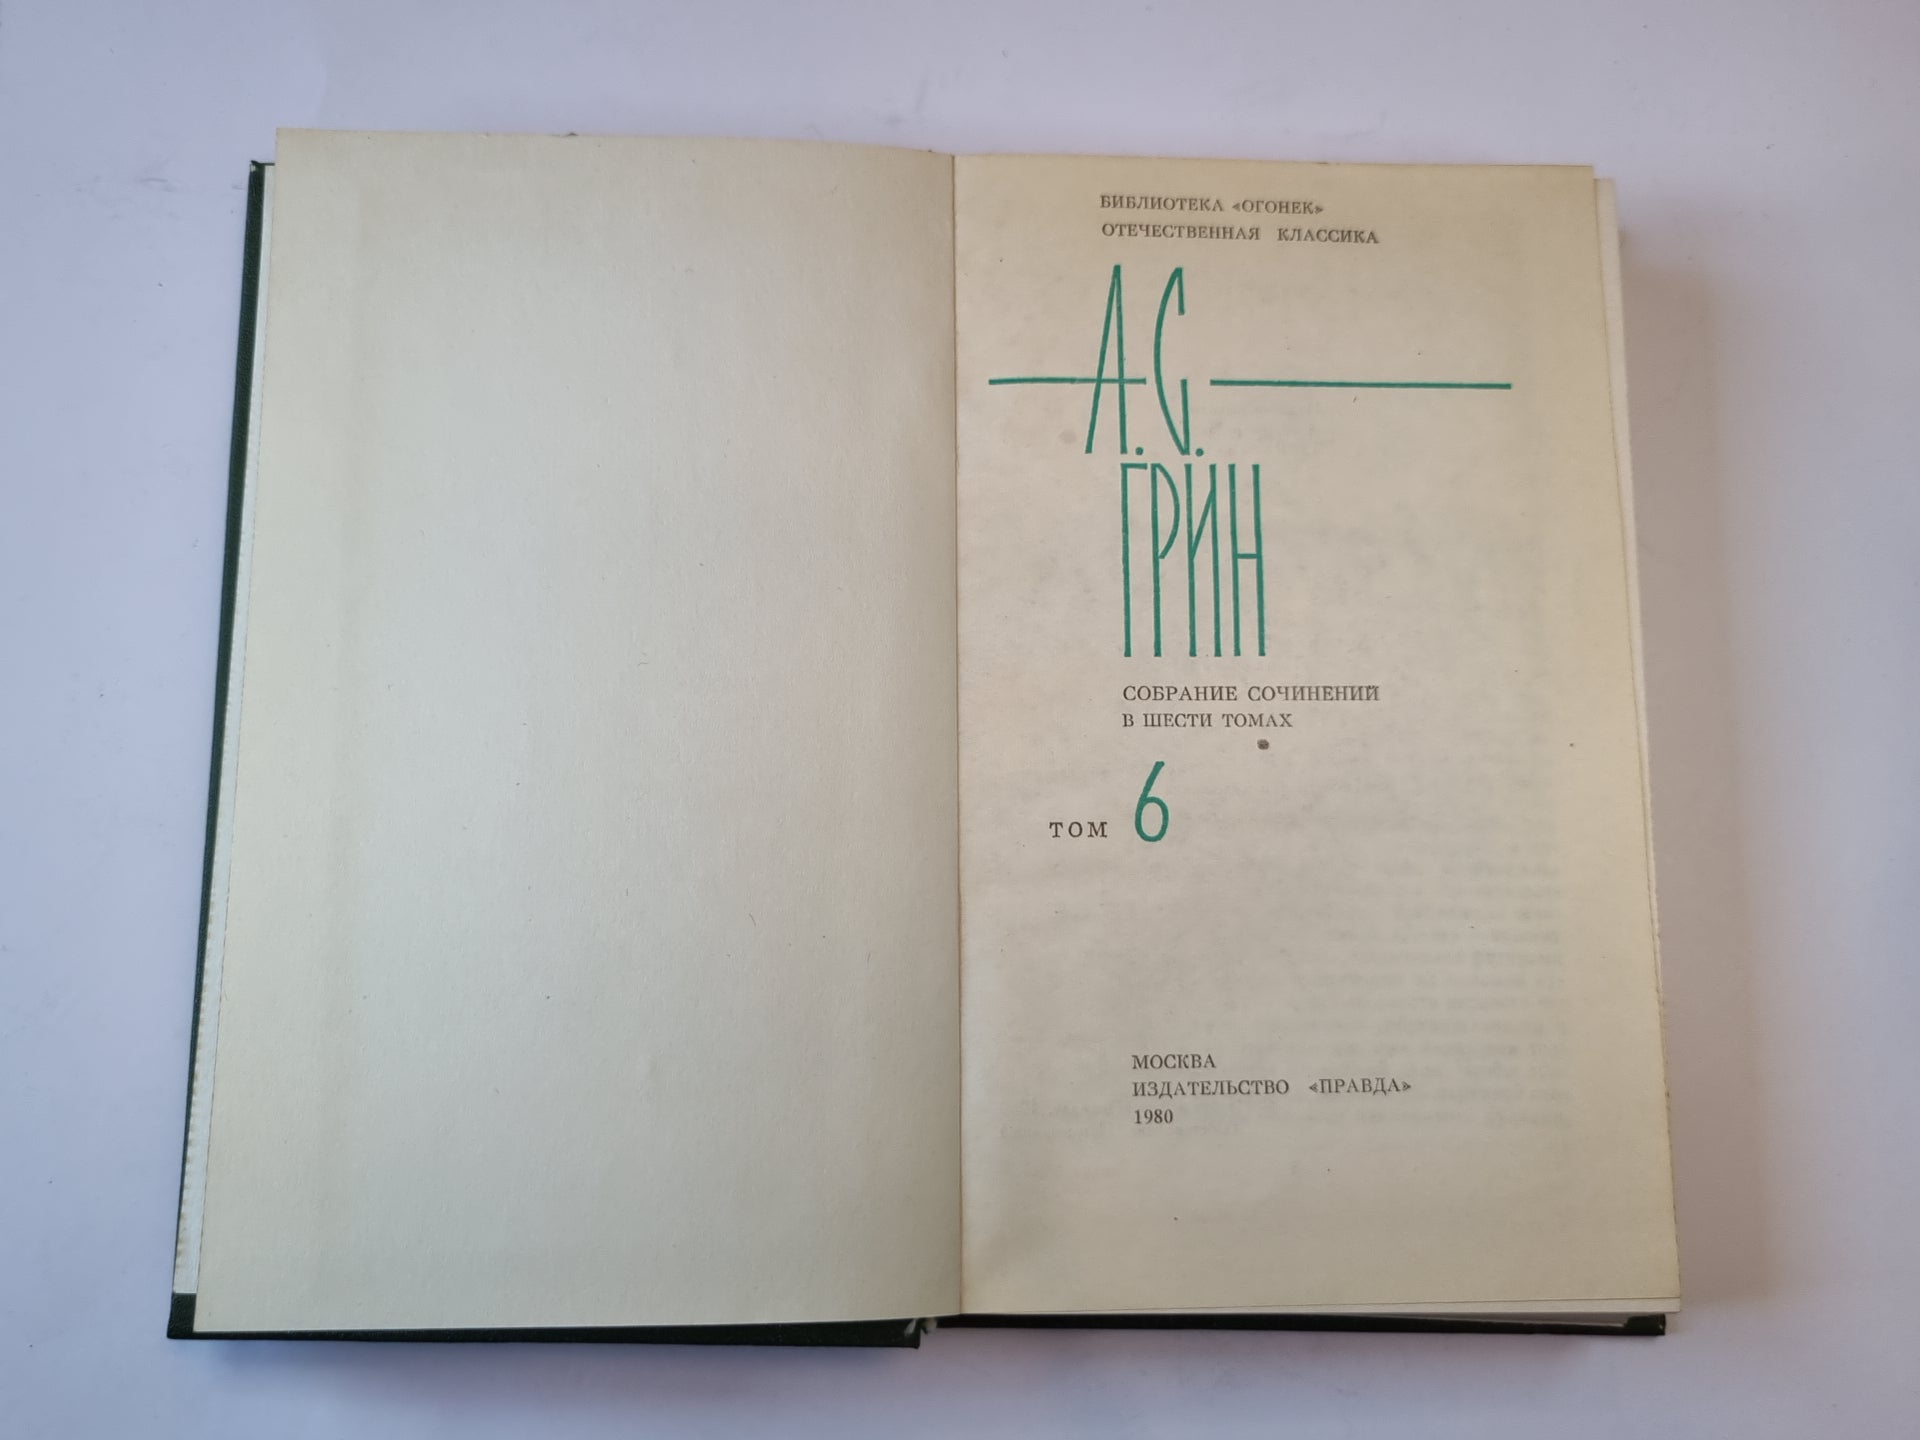 БИБЛИОТЕКА «ОГОНЕК»
ОТЕЧЕСТВЕННАЯ КЛАССИКА
А. С.
ГРИН
СОБРАНИЕ СОЧИНЕНИЙ
В ШЕСТИ ТОМАХ
ТОМ 6
МОСКВА
ИЗДАТЕЛЬСТВО «ПРАВДА»
1980